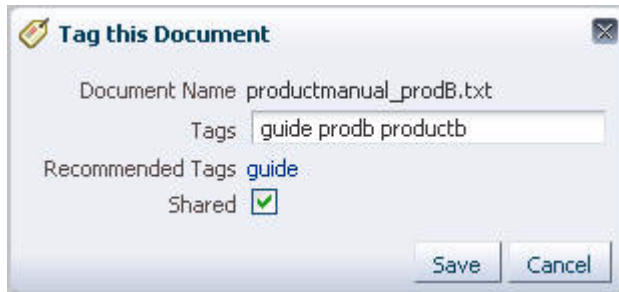 Tag this Document
Document Name productmanual_prodB.txt
Tags guide prodb productb
Recommended Tags guide
Shared
Save Cancel